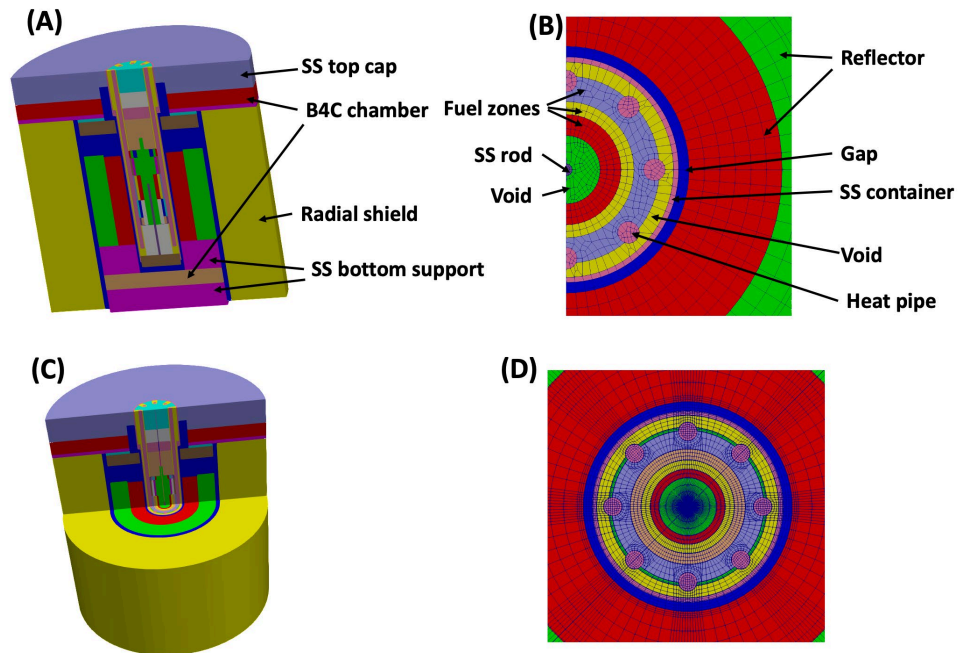 (A)
SS top cap
B4C chamber
Radial shield
SS bottom support
(B)
Fuel zones
SS rod
Void
Reflector
Gap
SS container
Void
Heat pipe
(C)
(D)